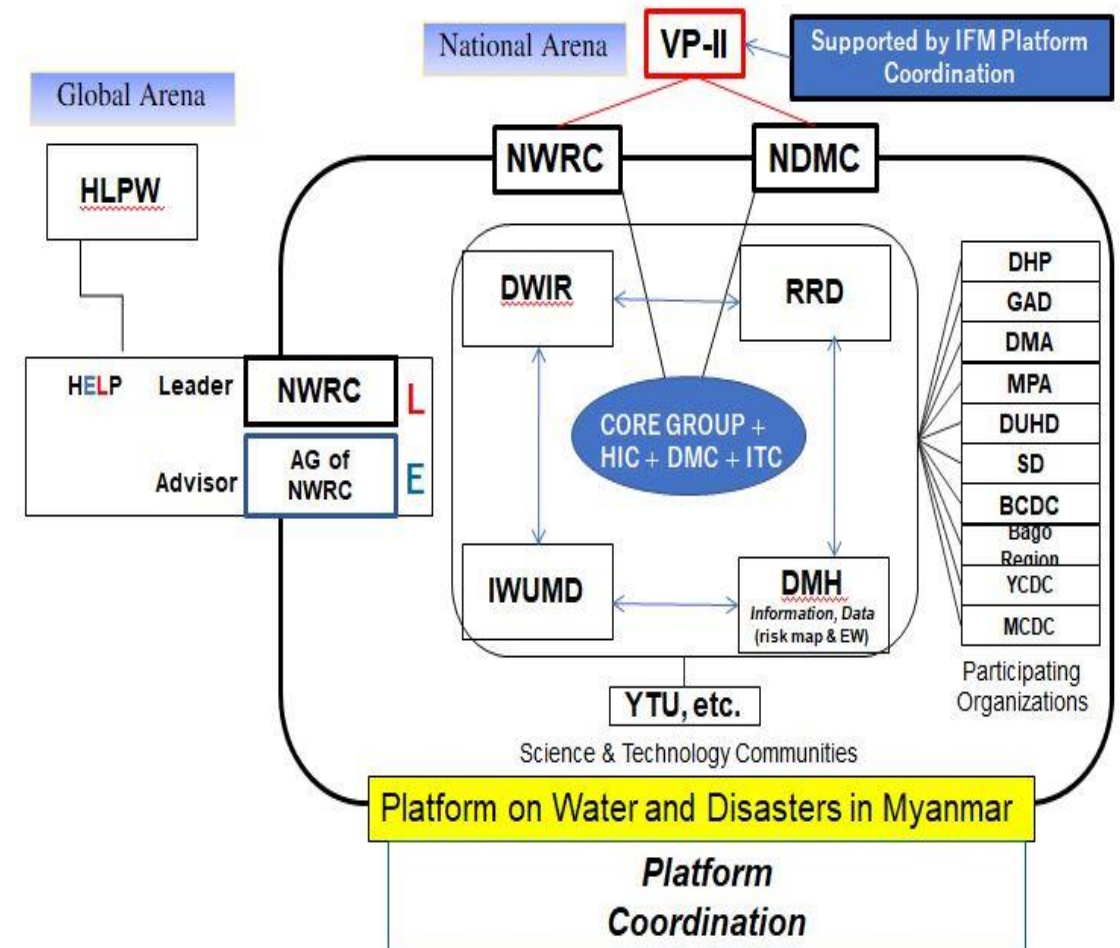 National Arena
VP-II
Supported by IFM Platform
Coordination
Global Arena
NWRC
NDMC
HLPW
DWIR
RRD
DHP
GAD
DMA
MPA
DUHD
SD
BCDC
Bago
Region
YCDC
MCDC
HELP
Leader
NWRC
L
Advisor
AG of
NWRC
E
CORE GROUP +
HIC + DMC + ITC
IWUMD
DMH
Information, Data
(risk map & EW)
Participating
Organizations
YTU, etc.
Science & Technology Communities
Platform on Water and Disasters in Myanmar
Platform
Coordination